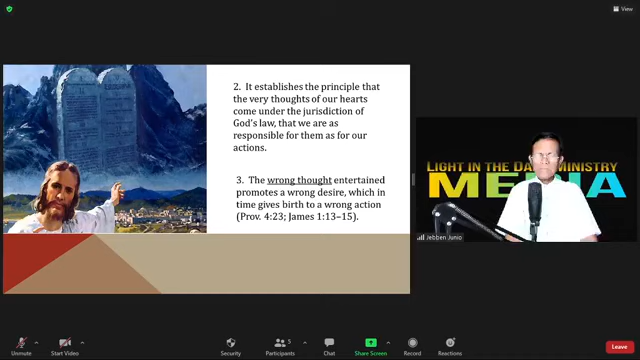 View
2. It establishes the principle that
the very thoughts of our hearts
come under the jurisdiction of
God's law, that we are as
responsible for them as for our
actions.
3. The wrong thought entertained
promotes a wrong desire, which in
time gives birth to a wrong action
(Prov. 4:23; James 1:13–15).
LIGHT IN THE DA MINISTRY
ME IA
Jebben Junio
Unmute
Start Video
Security
5
Participants
Chat
Share Screen
Record
Reactions
Leave